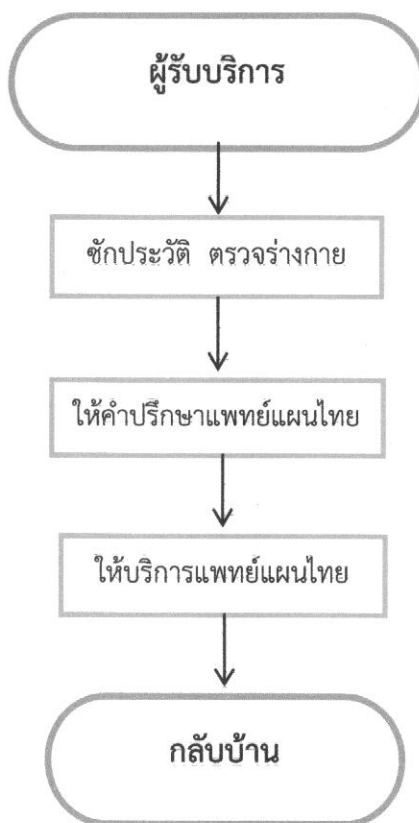 ผู้รับบริการ
ซักประวัติ ตรวจร่างกาย
ให้คำปรึกษาแพทย์แผนไทย
ให้บริการแพทย์แผนไทย
กลับบ้าน